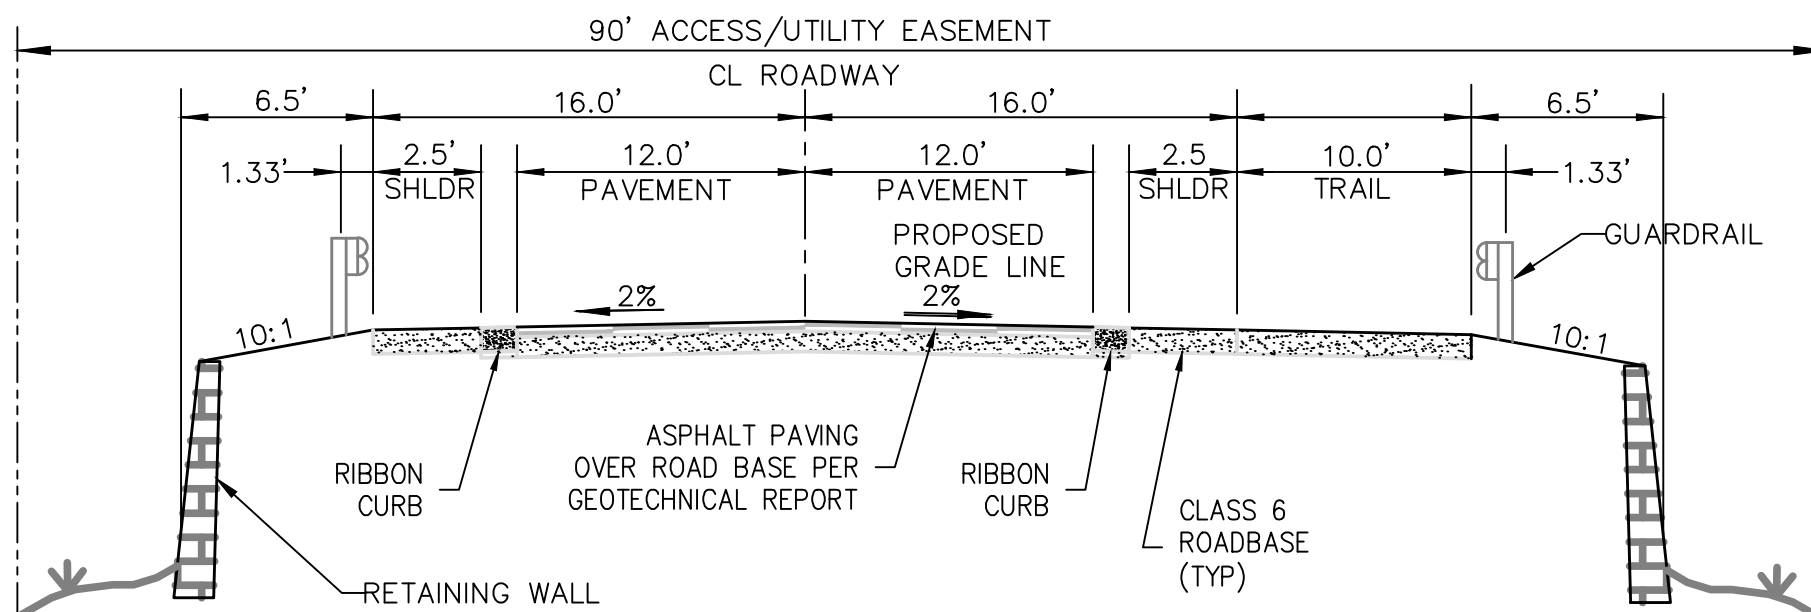 90' ACCESS/UTILITY EASEMENT
CL ROADWAY
6.5' 16.0' 16.0' 6.5'
1.33' 2.5' 12.0' 12.0' 2.5 10.0' 1.33'
SHLDR PAVEMENT PAVEMENT SHLDR TRAIL
PROPOSED
GRADE LINE
GUARDRAIL
2% 2%
10:1 10:1
RIBBON
CURB
ASPHALT PAVING
OVER ROAD BASE PER
GEOTECHNICAL REPORT
RIBBON
CURB
CLASS 6
ROADBASE
(TYP)
RETAINING WALL